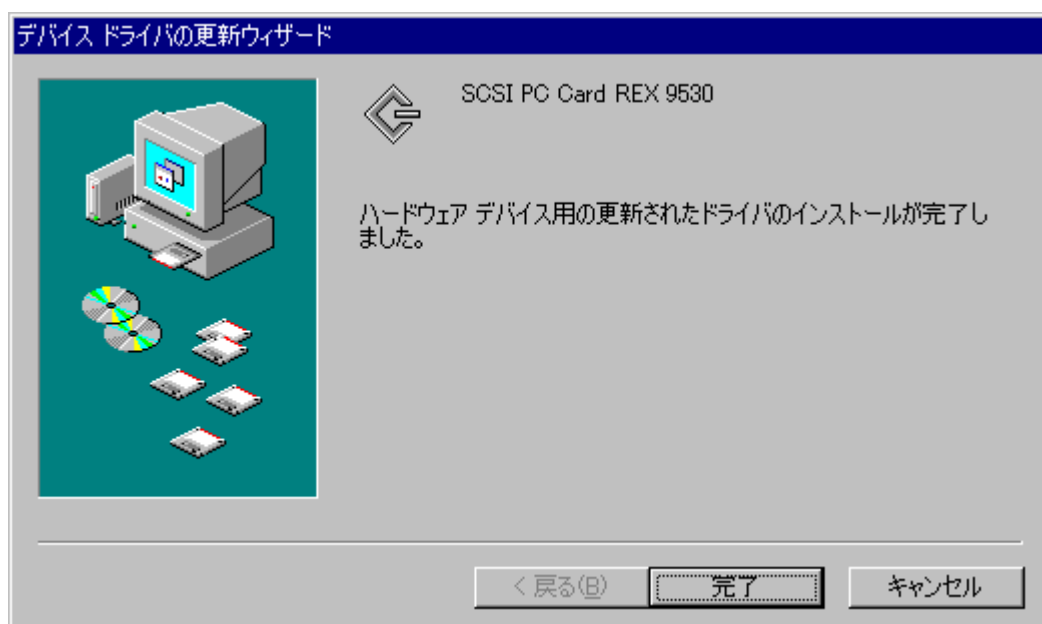 デバイス ドライバの更新ウィザード
SCSI PC Card REX 9530
ハードウェア デバイス用の更新されたドライバのインストールが完了し
ました。
< 戻る(B)
完了
キャンセル